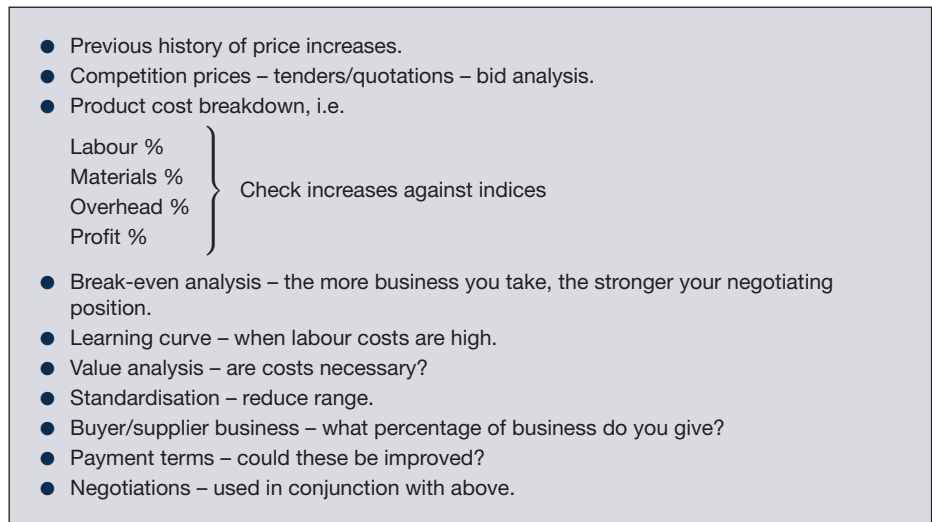 ● Previous history of price increases.
● Competition prices – tenders/quotations – bid analysis.
● Product cost breakdown, i.e.
Labour %
Materials %
Overhead %
Profit %
Check increases against indices
● Break-even analysis – the more business you take, the stronger your negotiating
position.
● Learning curve – when labour costs are high.
● Value analysis – are costs necessary?
● Standardisation – reduce range.
● Buyer/supplier business – what percentage of business do you give?
● Payment terms – could these be improved?
● Negotiations – used in conjunction with above.